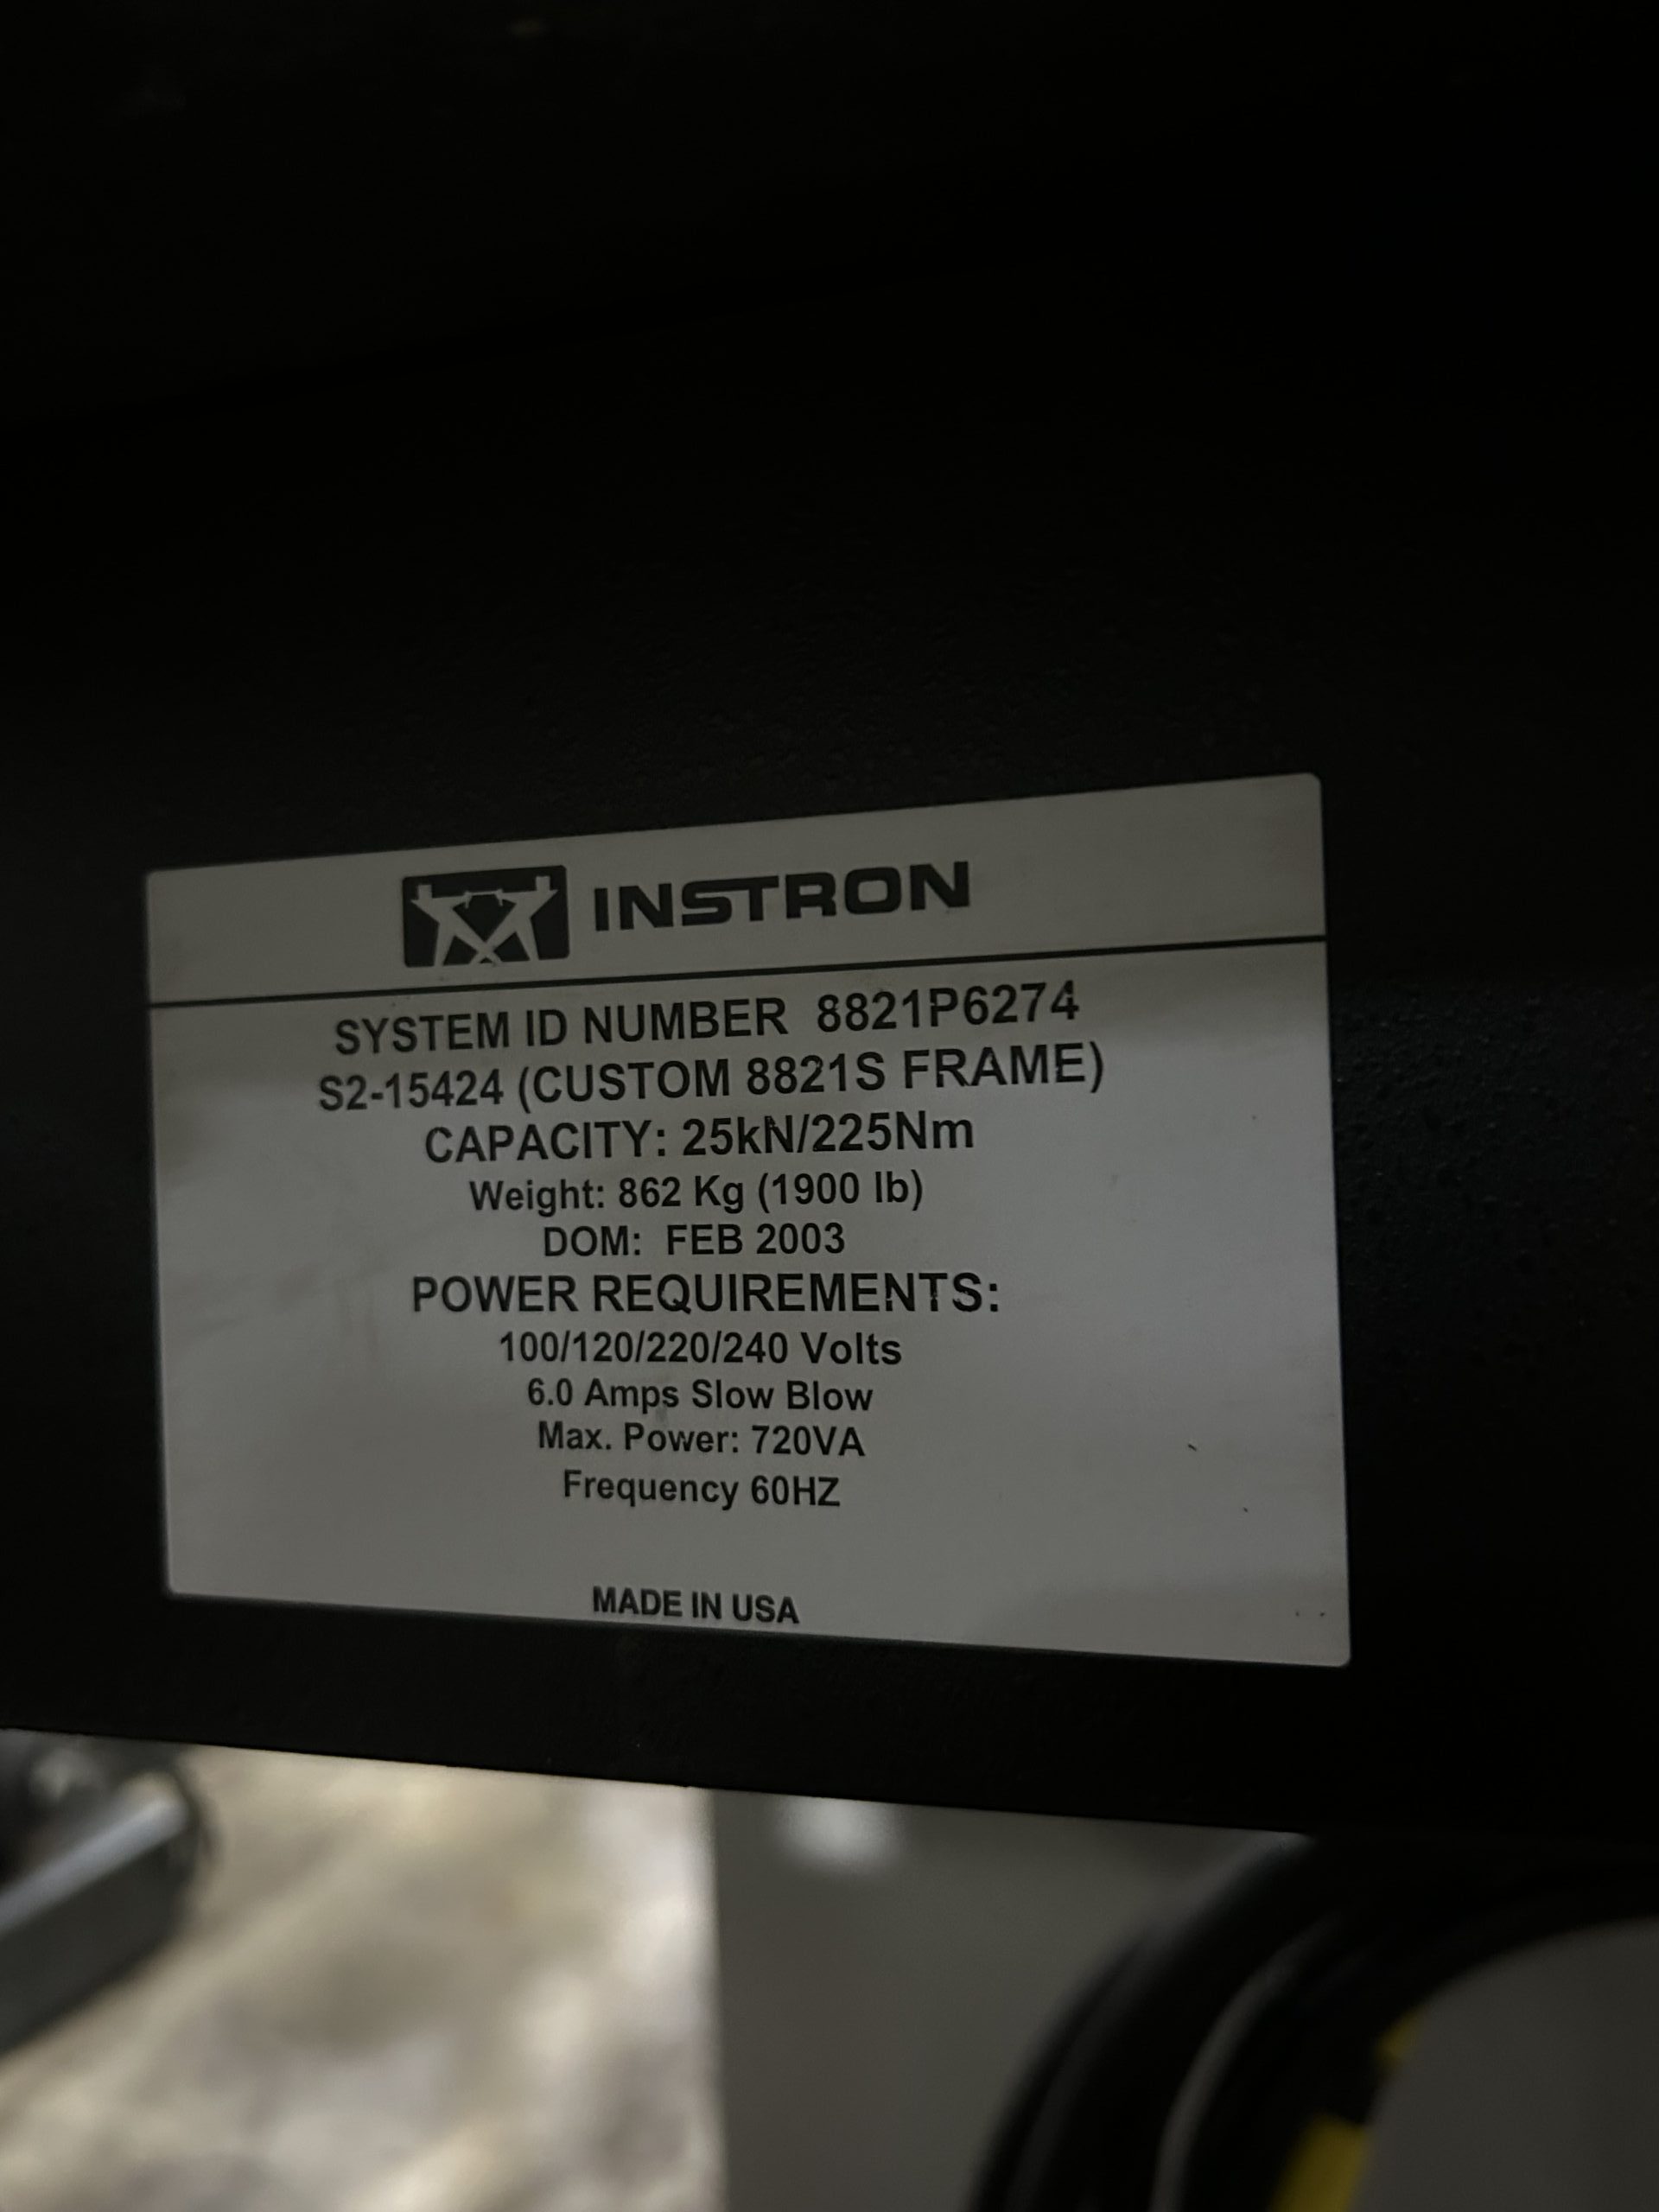 INSTRON
SYSTEM ID NUMBER 8821P6274
S2-15424 (CUSTOM 8821S FRAME)
CAPACITY: 25kN/225Nm
Weight: 862 Kg (1900 lb)
DOM: FEB 2003
POWER REQUIREMENTS:
100/120/220/240 Volts
6.0 Amps Slow Blow
Max. Power: 720VA
Frequency 60HZ
MADE IN USA